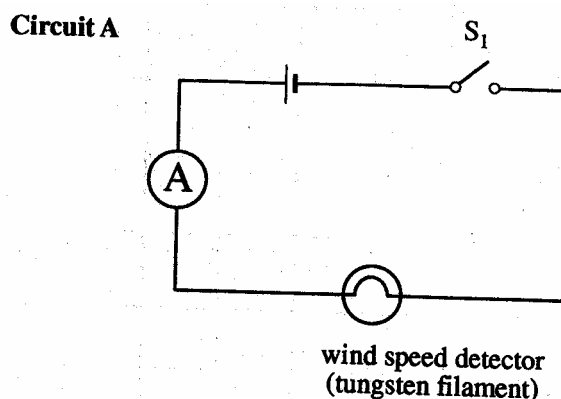 Circuit A
S₁
A
wind speed detector
(tungsten filament)